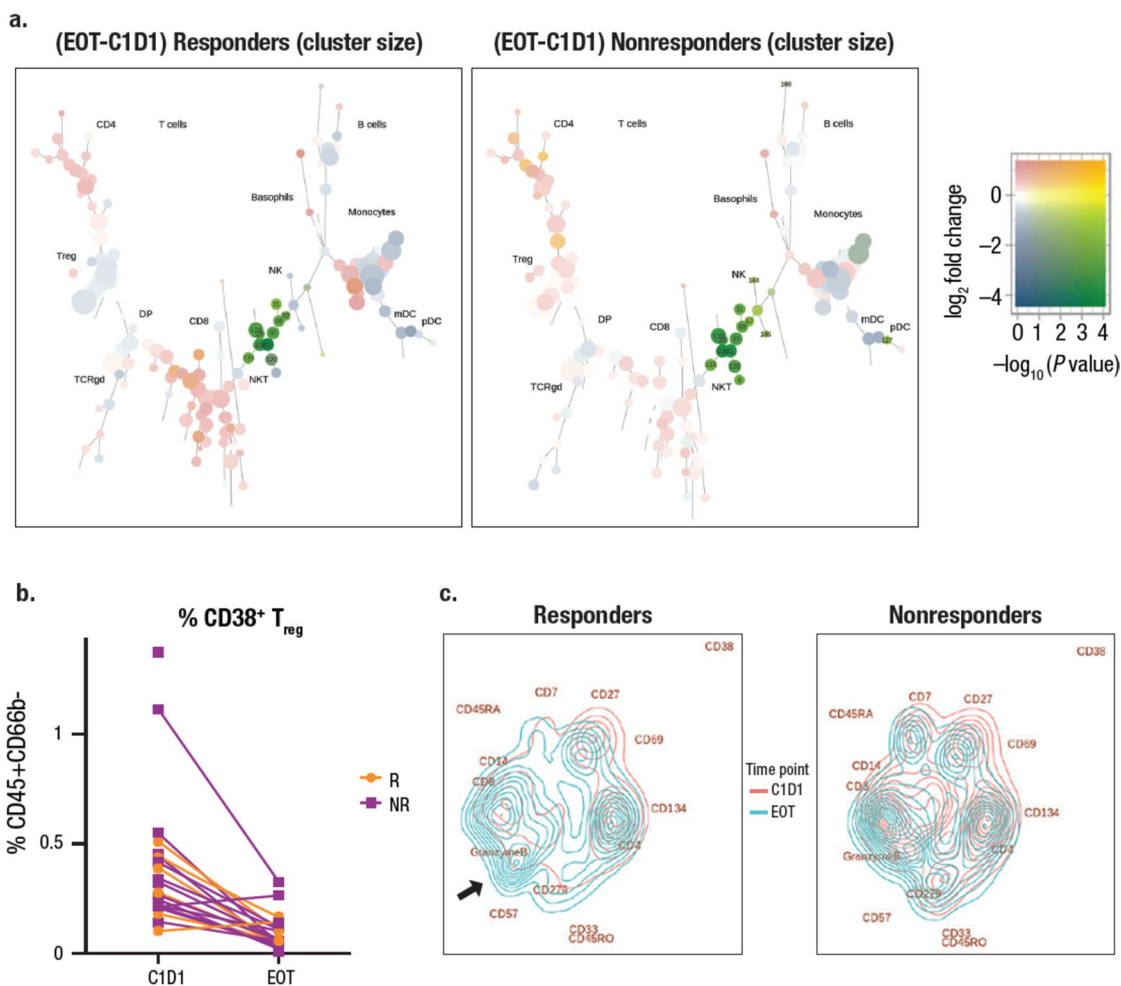 a.
(EOT-C1D1) Responders (cluster size)
(EOT-C1D1) Nonresponders (cluster size)
CD4
T cells
B cells
Basophils
Monocytes
Treg
NK
DP
CD8
mDC
pDC
TCRgd
NKT
CD4
T cells
B cells
Basophils
Monocytes
Treg
NK
DP
CD8
mDC
pDC
TCRgd
NKT
log2 fold change
0
−2
−4
0 1 2 3 4
−log10 (P value)
b.
% CD38+ Treg
% CD45+CD66b-
1
0.5
0
C1D1
EOT
R
NR
c.
Responders
CD38
CD7
CD27
CD45RA
CD69
CD14
CD8
CD134
CD4
GranzymeB
CD279
CD57
CD33
CD45RO
Time point
C1D1
EOT
Nonresponders
CD38
CD7
CD27
CD45RA
CD69
CD14
CD8
CD134
CD4
GranzymeB
CD279
CD57
CD33
CD45RO